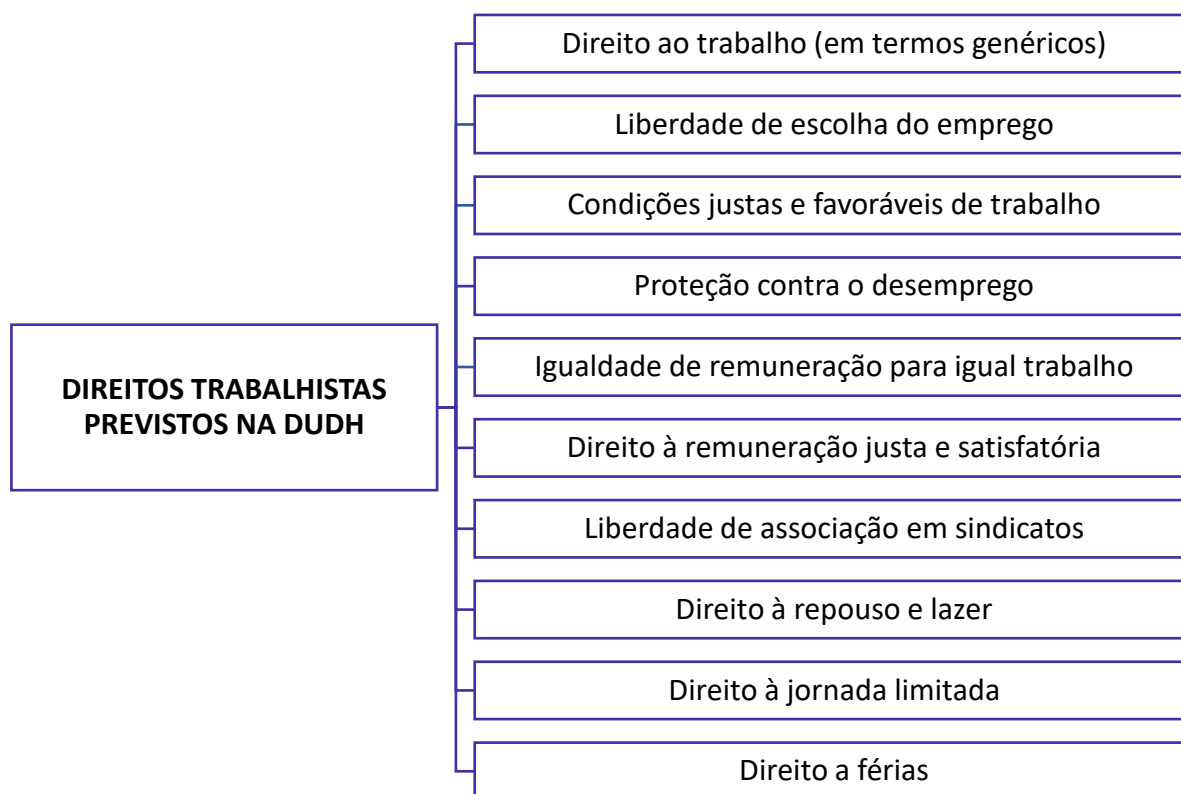 Direito ao trabalho (em termos genéricos)
Liberdade de escolha do emprego
Condições justas e favoráveis de trabalho
Proteção contra o desemprego
Igualdade de remuneração para igual trabalho
DIREITOS TRABALHISTAS
PREVISTOS NA DUDH
Direito à remuneração justa e satisfatória
Liberdade de associação em sindicatos
Direito à repouso e lazer
Direito à jornada limitada
Direito a férias